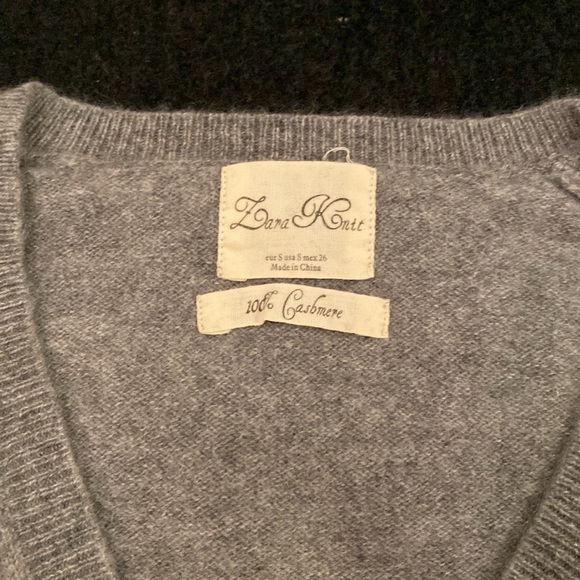 Zara Knit
eur S usa S mex 26
Made in China
100% Cashmere